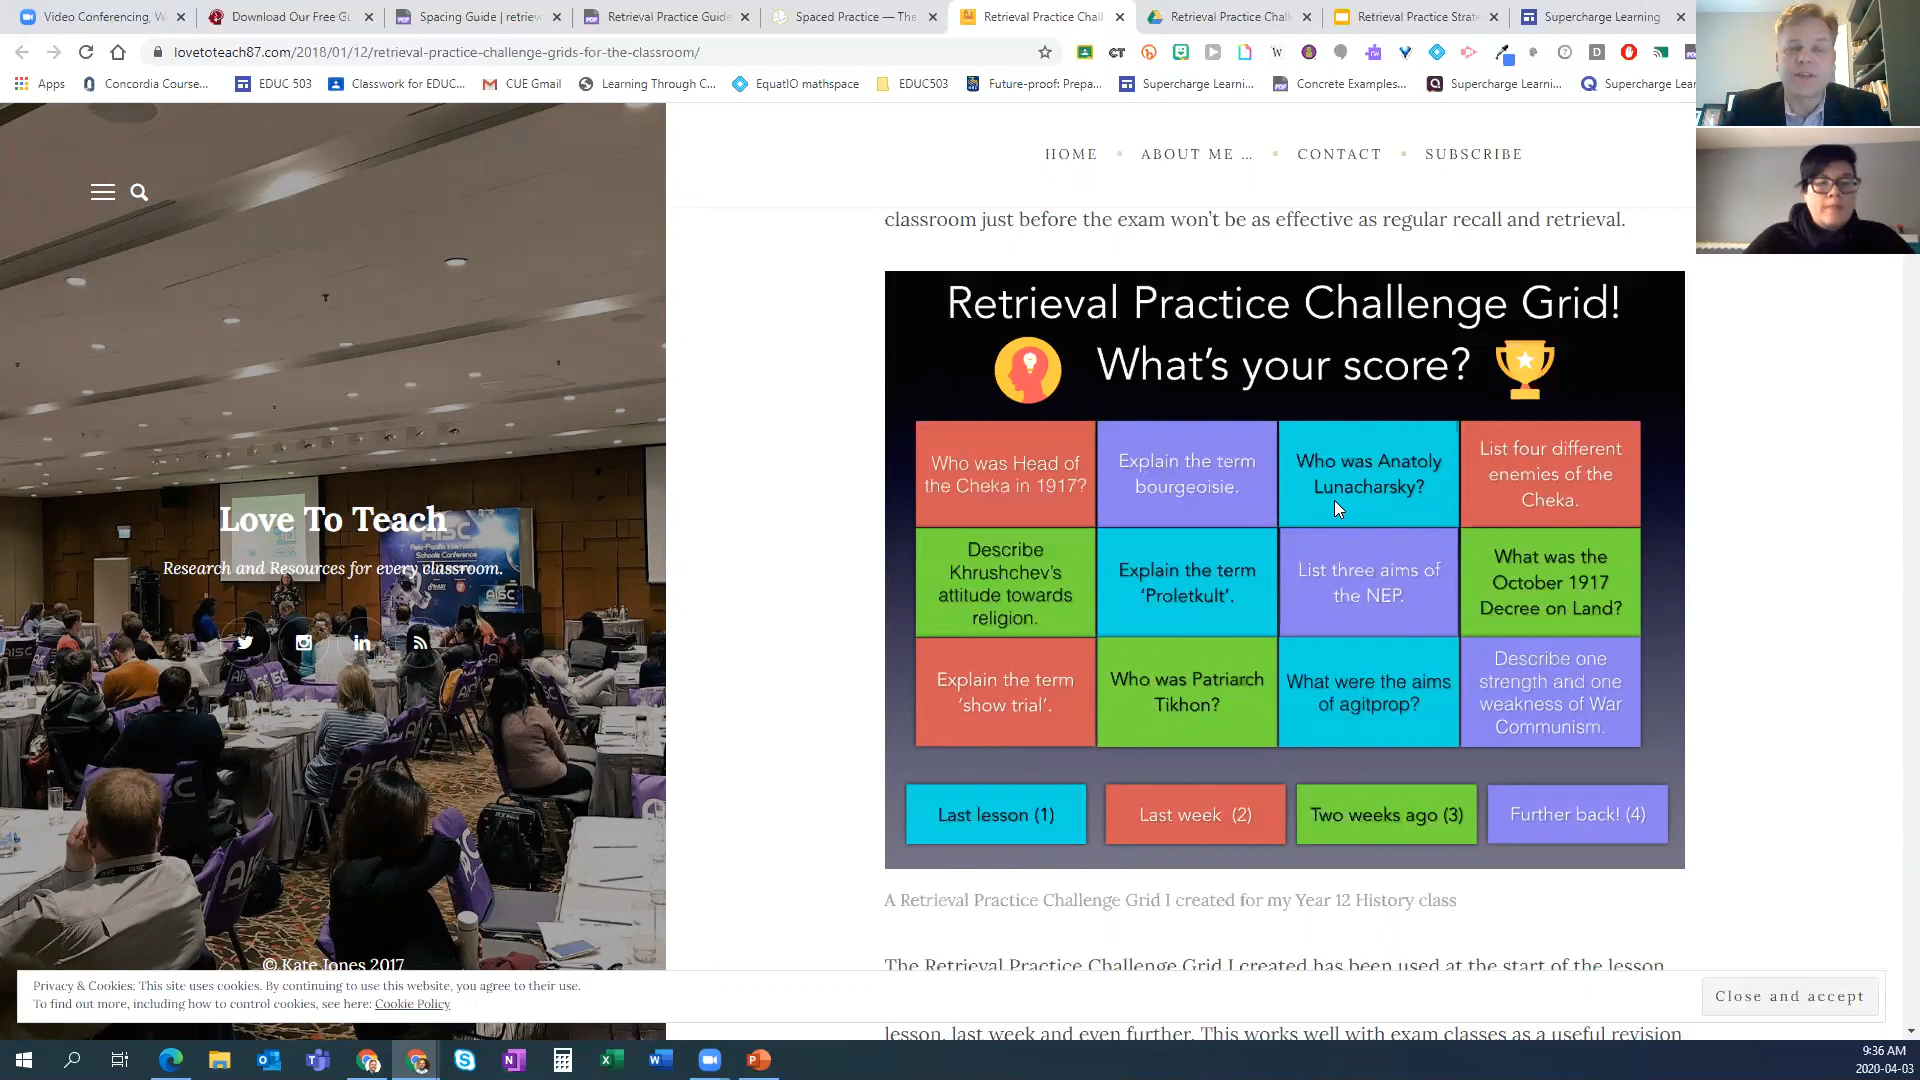 Video Conferencing, W
Download Our Free Gu
Spacing Guide | retriev
Retrieval Practice Guide
Spaced Practice — The
Retrieval Practice Chall
Retrieval Practice Chall
Retrieval Practice Strat
Supercharge Learning
lovetoteach87.com/2018/01/12/retrieval-practice-challenge-grids-for-the-classroom/
Apps
Concordia Course...
EDUC 503
Classwork for EDUC...
CUE Gmail
Learning Through C...
EquatIO mathspace
EDUC503
Future-proof: Prepa...
Supercharge Learni...
Concrete Examples...
Supercharge Learni...
Supercharge Lear
HOME
ABOUT ME ...
CONTACT
SUBSCRIBE
classroom just before the exam won't be as effective as regular recall and retrieval.
Retrieval Practice Challenge Grid!
What's your score?
Who was Head of
the Cheka in 1917?
Explain the term
bourgeoisie.
Who was Anatoly
Lunacharsky?
List four different
enemies of the
Cheka.
Describe
Khrushchev's
attitude towards
religion.
Explain the term
'Proletkult'.
List three aims of
the NEP.
What was the
October 1917
Decree on Land?
Explain the term
'show trial'.
Who was Patriarch
Tikhon?
What were the aims
of agitprop?
Describe one
strength and one
weakness of War
Communism.
Last lesson (1)
Last week (2)
Two weeks ago (3)
Further back! (4)
A Retrieval Practice Challenge Grid I created for my Year 12 History class
The Retrieval Practice Challenge Grid I created has been used at the start of the lesson
lesson, last week and even further. This works well with exam classes as a useful revision
Love To Teach
Research and Resources for every classroom.
AISC
Asia-Pacific International
Schools Conference
AISC
© Kate Jones 2017
Privacy & Cookies: This site uses cookies. By continuing to use this website, you agree to their use.
To find out more, including how to control cookies, see here: Cookie Policy
Close and accept
9:36 AM
2020-04-03